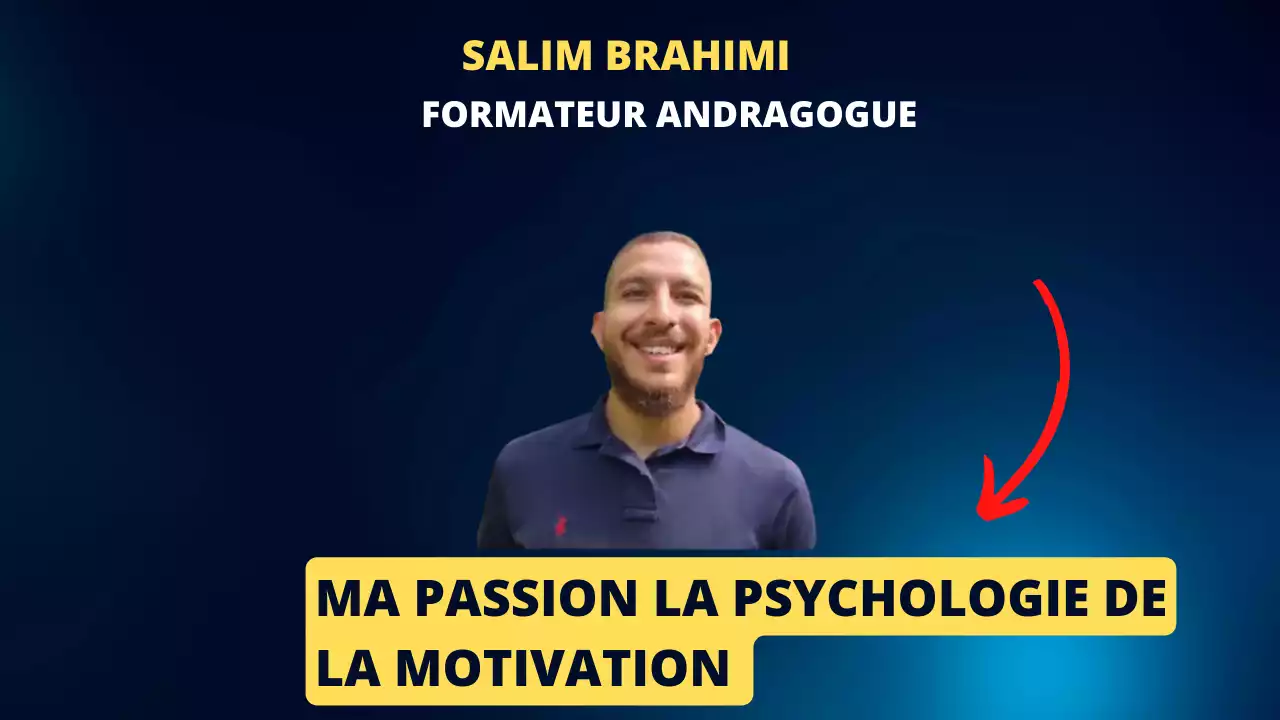 SALIM BRAHIMI
FORMATEUR ANDRAGOGUE
MA PASSION LA PSYCHOLOGIE DE
LA MOTIVATION